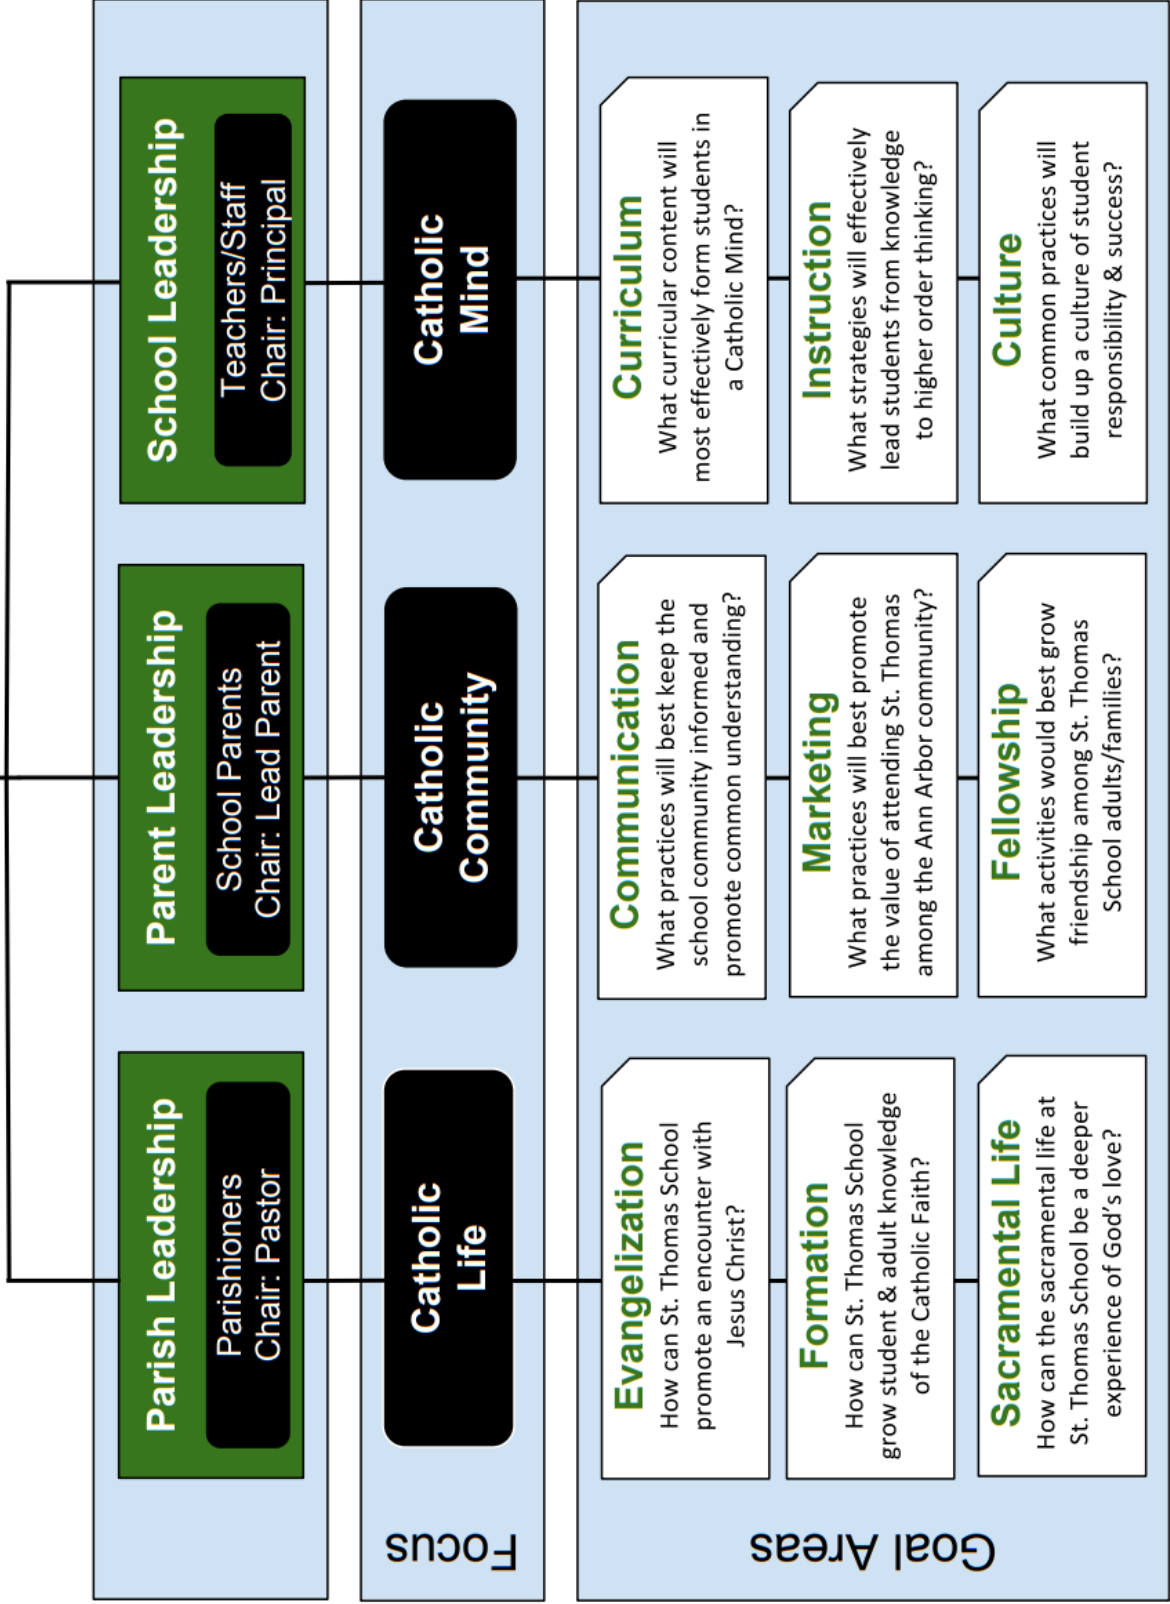 Parish Leadership
Parishioners
Chair: Pastor
Parent Leadership
School Parents
Chair: Lead Parent
School Leadership
Teachers/Staff
Chair: Principal
Focus
Catholic
Life
Catholic
Community
Catholic
Mind
Goal Areas
Evangelization
How can St. Thomas School
promote an encounter with
Jesus Christ?
Communication
What practices will best keep the
school community informed and
promote common understanding?
Curriculum
What curricular content will
most effectively form students in
a Catholic Mind?
Formation
How can St. Thomas School
grow student & adult knowledge
of the Catholic Faith?
Marketing
What practices will best promote
the value of attending St. Thomas
among the Ann Arbor community?
Instruction
What strategies will effectively
lead students from knowledge
to higher order thinking?
Sacramental Life
How can the sacramental life at
St. Thomas School be a deeper
experience of God's love?
Fellowship
What activities would best grow
friendship among St. Thomas
School adults/families?
Culture
What common practices will
build up a culture of student
responsibility & success?